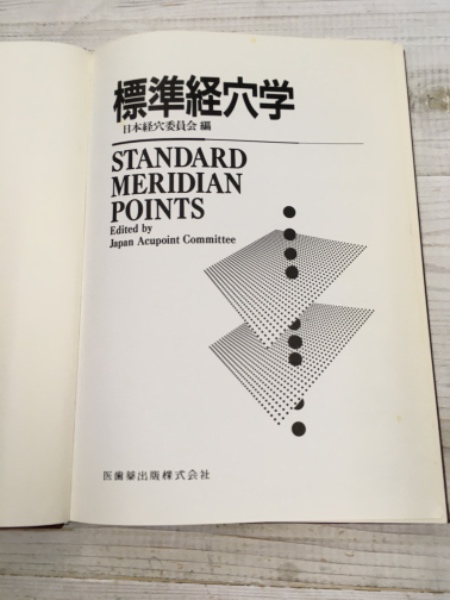 標準経穴学
日本経穴委員会 編
STANDARD
MERIDIAN
POINTS
Edited by
Japan Acupoint Committee
医歯薬出版株式会社